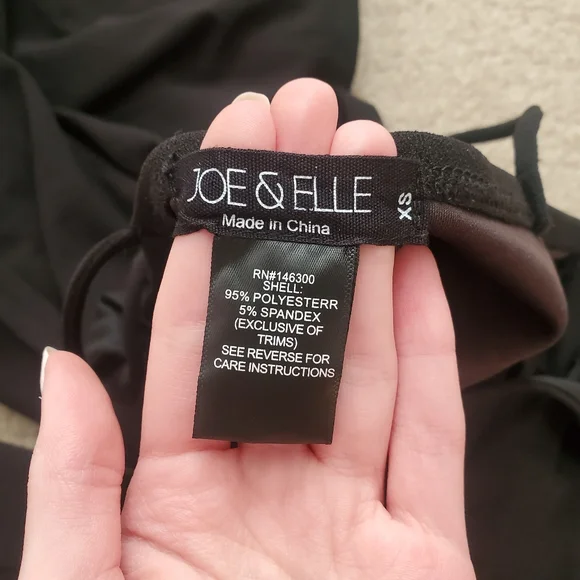 JOE & ELLE
XS
Made in China
RN#146300
SHELL:
95% POLYESTERR
5% SPANDEX
(EXCLUSIVE OF
TRIMS)
SEE REVERSE FOR
CARE INSTRUCTIONS